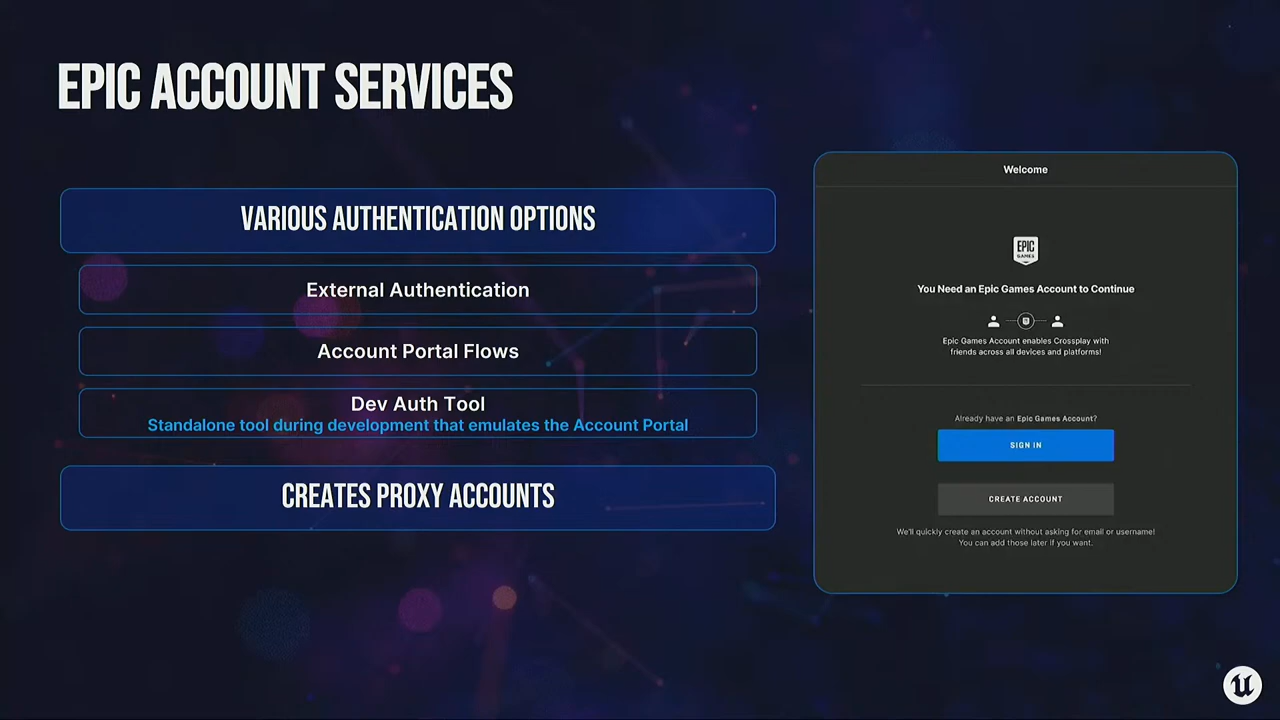 EPIC ACCOUNT SERVICES
VARIOUS AUTHENTICATION OPTIONS
External Authentication
Account Portal Flows
Dev Auth Tool
Standalone tool during development that emulates the Account Portal
CREATES PROXY ACCOUNTS
Welcome
EPIC
GAMES
You Need an Epic Games Account to Continue
Epic Games Account enables Crossplay with
friends across all devices and platforms!
Already have an Epic Games Account?
SIGN IN
CREATE ACCOUNT
We'll quickly create an account without asking for email or username!
You can add those later if you want.